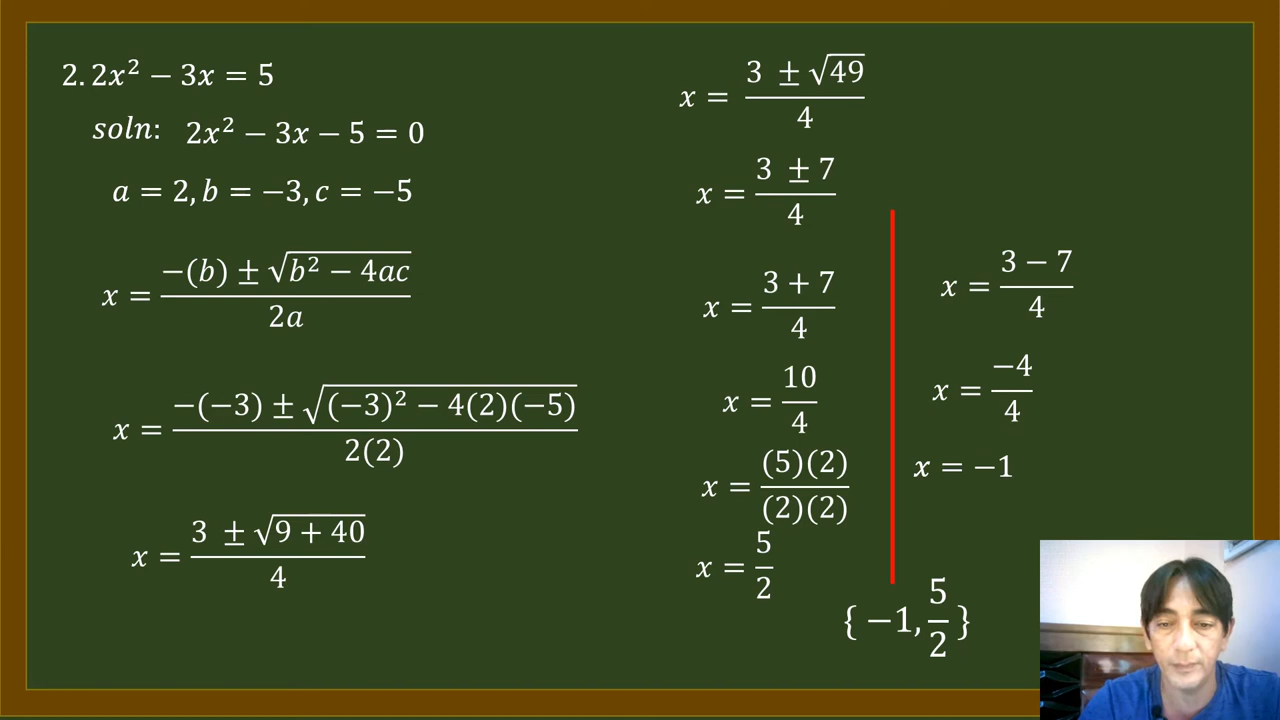 2. 2x² − 3x = 5
soln: 2x² − 3x − 5 = 0
a = 2, b = −3, c = −5
x = (−(b) ± √(b² − 4ac))/(2a)
x = (−(−3) ± √((−3)² − 4(2)(−5)))/(2(2))
x = (3 ± √(9 + 40))/4
x = (3 ± √49)/4
x = (3 ± 7)/4
x = (3 + 7)/4
x = 10/4
x = ((5)(2))/((2)(2))
x = 5/2
x = (3 − 7)/4
x = −4/4
x = −1
{ −1, 5/2 }